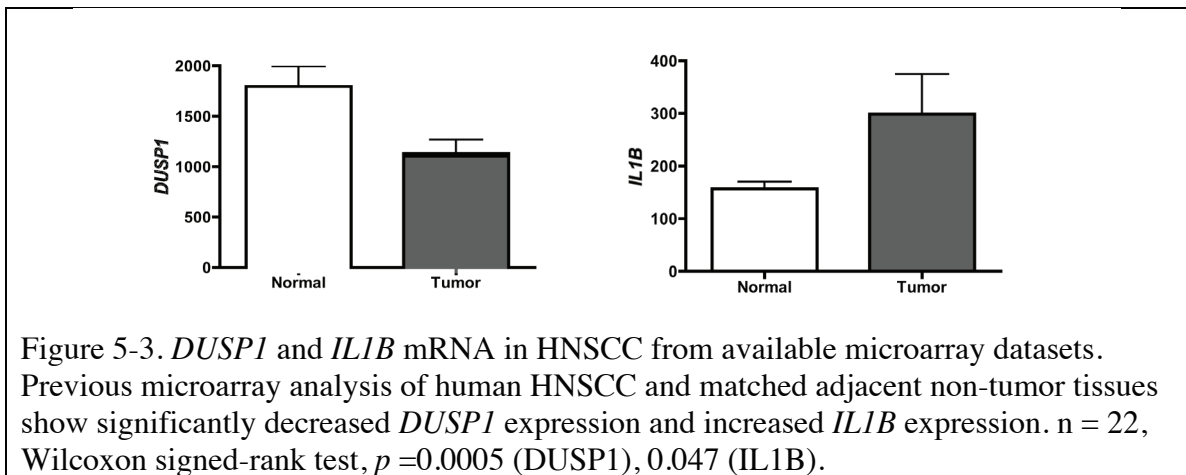 2000
1500
1000
500
0
DUSP1
Normal Tumor
400
300
200
100
0
IL1B
Normal Tumor
Figure 5-3. DUSP1 and IL1B mRNA in HNSCC from available microarray datasets.
Previous microarray analysis of human HNSCC and matched adjacent non-tumor tissues
show significantly decreased DUSP1 expression and increased IL1B expression. n = 22,
Wilcoxon signed-rank test, p =0.0005 (DUSP1), 0.047 (IL1B).